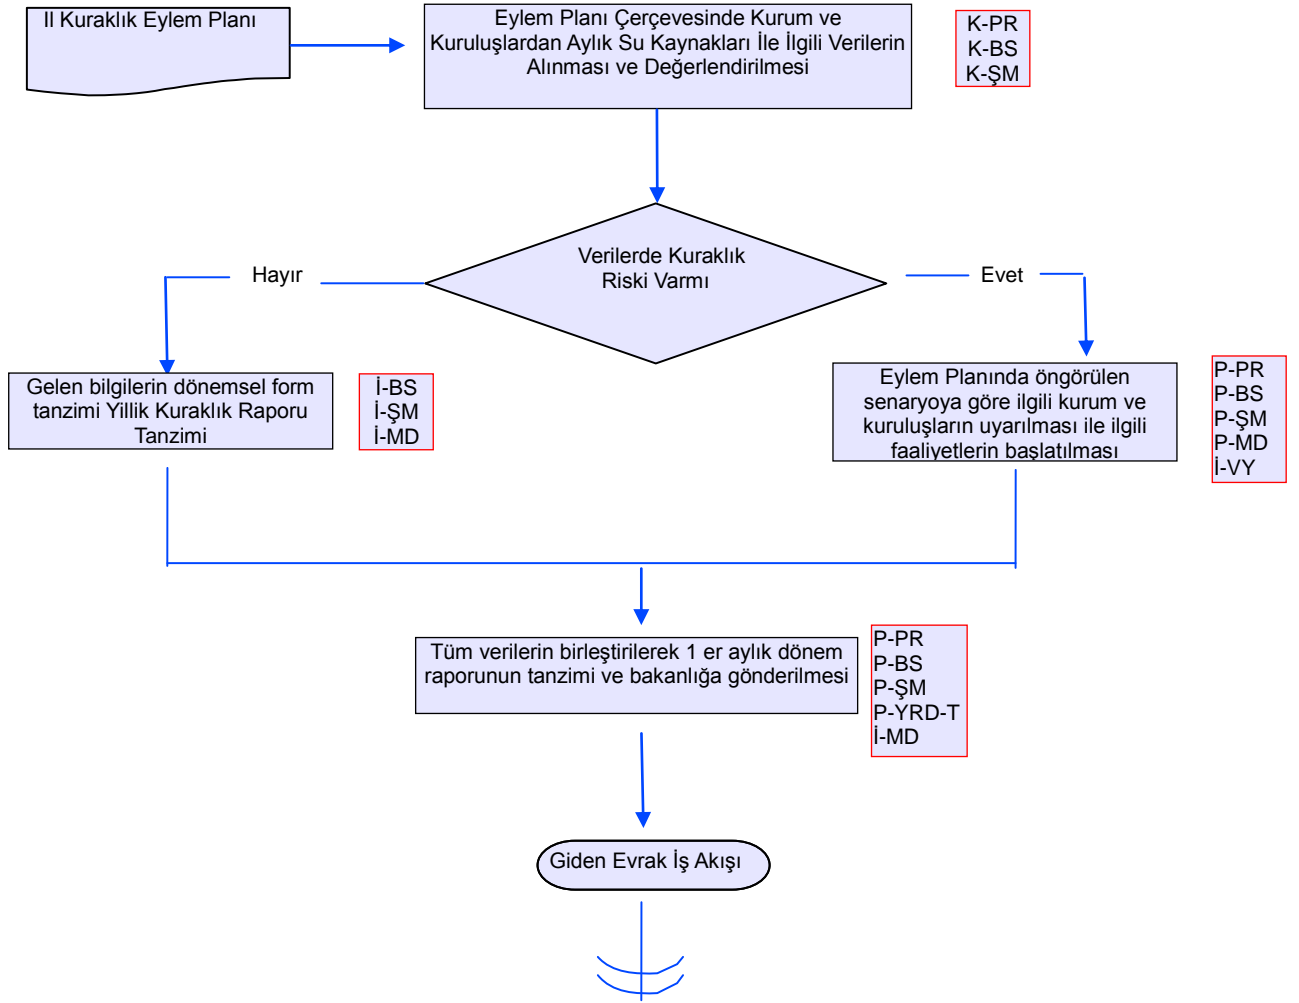 Il Kuraklık Eylem Planı
Eylem Planı Çerçevesinde Kurum ve
Kuruluşlardan Aylık Su Kaynakları İle İlgili Verilerin
Alınması ve Değerlendirilmesi
K-PR
K-BS
K-ŞM
Verilerde Kuraklık
Riski Varmı
Hayır
Evet
Gelen bilgilerin dönemsel form
tanzimi Yillik Kuraklık Raporu
Tanzimi
İ-BS
İ-ŞM
İ-MD
Eylem Planında öngörülen
senaryoya göre ilgili kurum ve
kuruluşların uyarılması ile ilgili
faaliyetlerin başlatılması
P-PR
P-BS
P-ŞM
P-MD
İ-VY
Tüm verilerin birleştirilerek 1 er aylık dönem
raporunun tanzimi ve bakanlığa gönderilmesi
P-PR
P-BS
P-ŞM
P-YRD-T
İ-MD
Giden Evrak İş Akışı